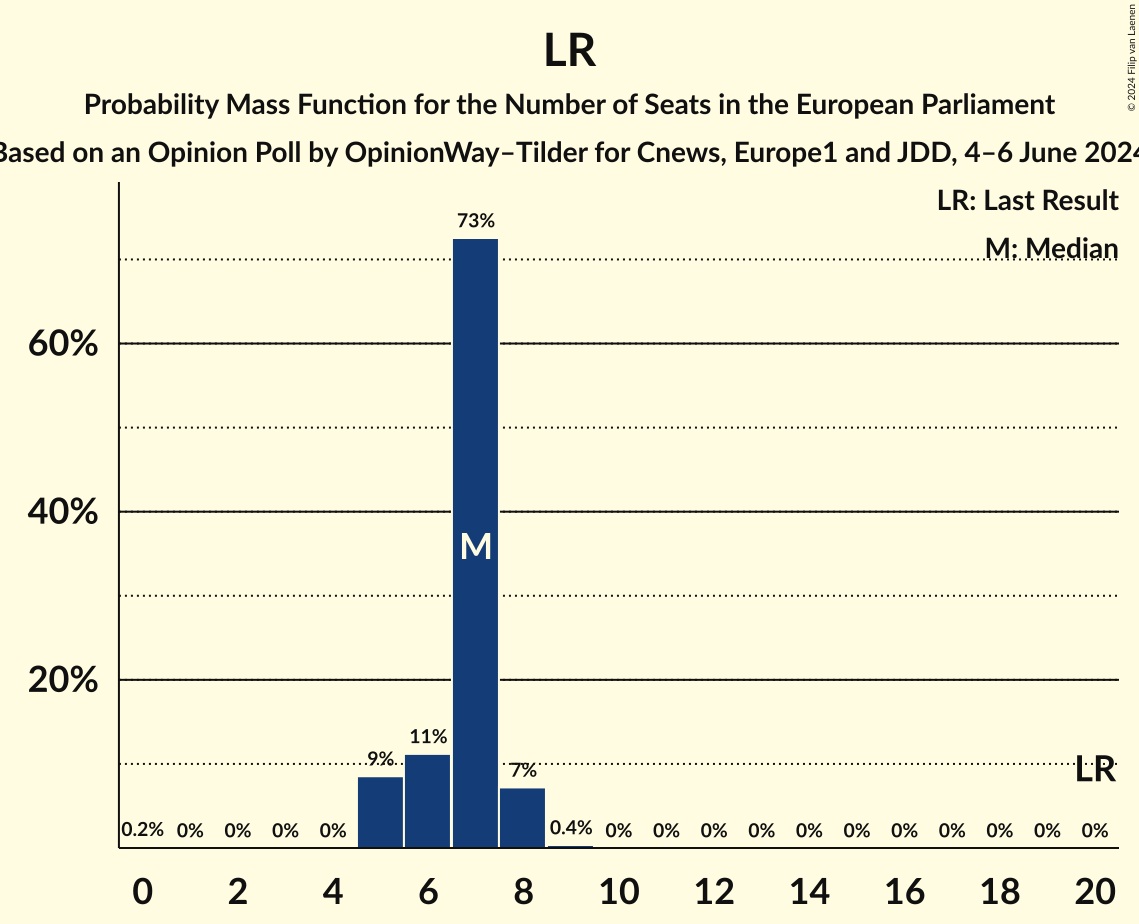 LR
Probability Mass Function for the Number of Seats in the European Parliament
Based on an Opinion Poll by OpinionWay–Tilder for Cnews, Europe1 and JDD, 4–6 June 2024
© 2024 Filip van Laenen
LR: Last Result
M: Median
73%
60%
40%
M
20%
11%
9%
7%
LR
0.2% 0% 0% 0% 0% 0.4% 0% 0% 0% 0% 0% 0% 0% 0% 0% 0% 0%
0 2 4 6 8 10 12 14 16 18 20